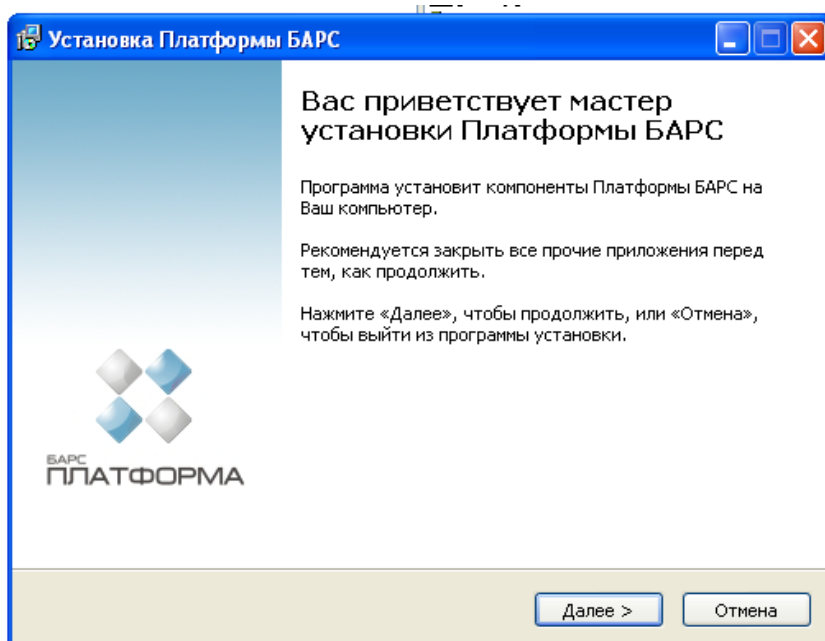 Установка Платформы БАРС
Вас приветствует мастер
установки Платформы БАРС
Программа установит компоненты Платформы БАРС на
Ваш компьютер.
Рекомендуется закрыть все прочие приложения перед
тем, как продолжить.
Нажмите «Далее», чтобы продолжить, или «Отмена»,
чтобы выйти из программы установки.
БАРС
ПЛАТФОРМА
Далее >
Отмена